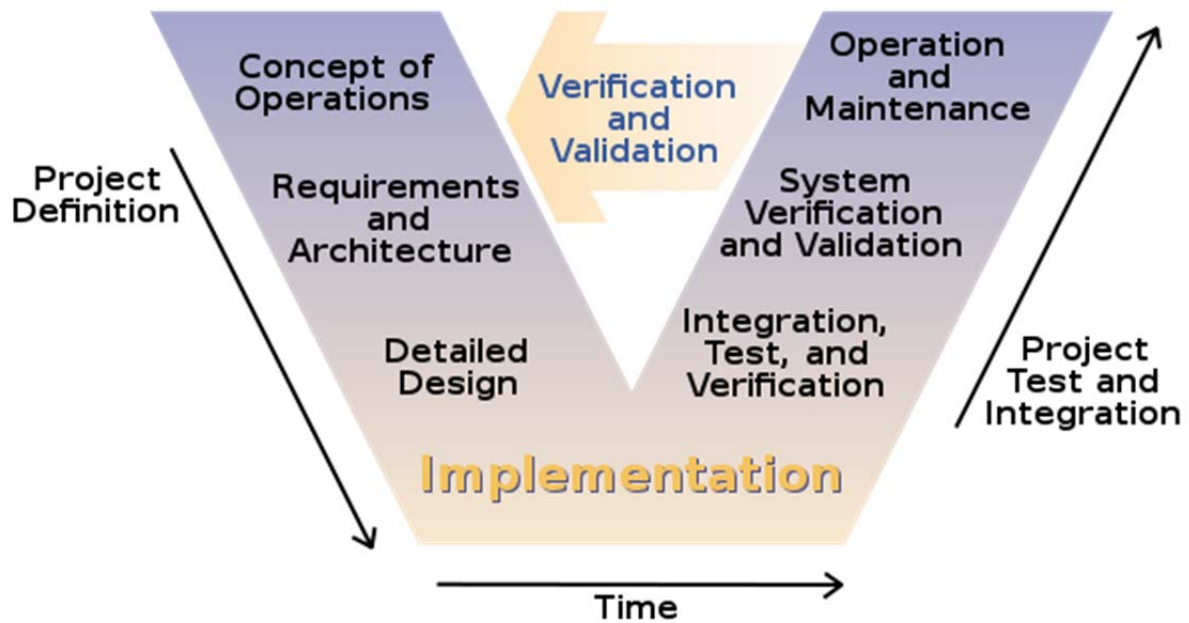 Concept of
Operations
Verification
and
Validation
Operation
and
Maintenance
Project
Definition
Requirements
and
Architecture
System
Verification
and Validation
Detailed
Design
Integration,
Test, and
Verification
Project
Test and
Integration
Implementation
Time